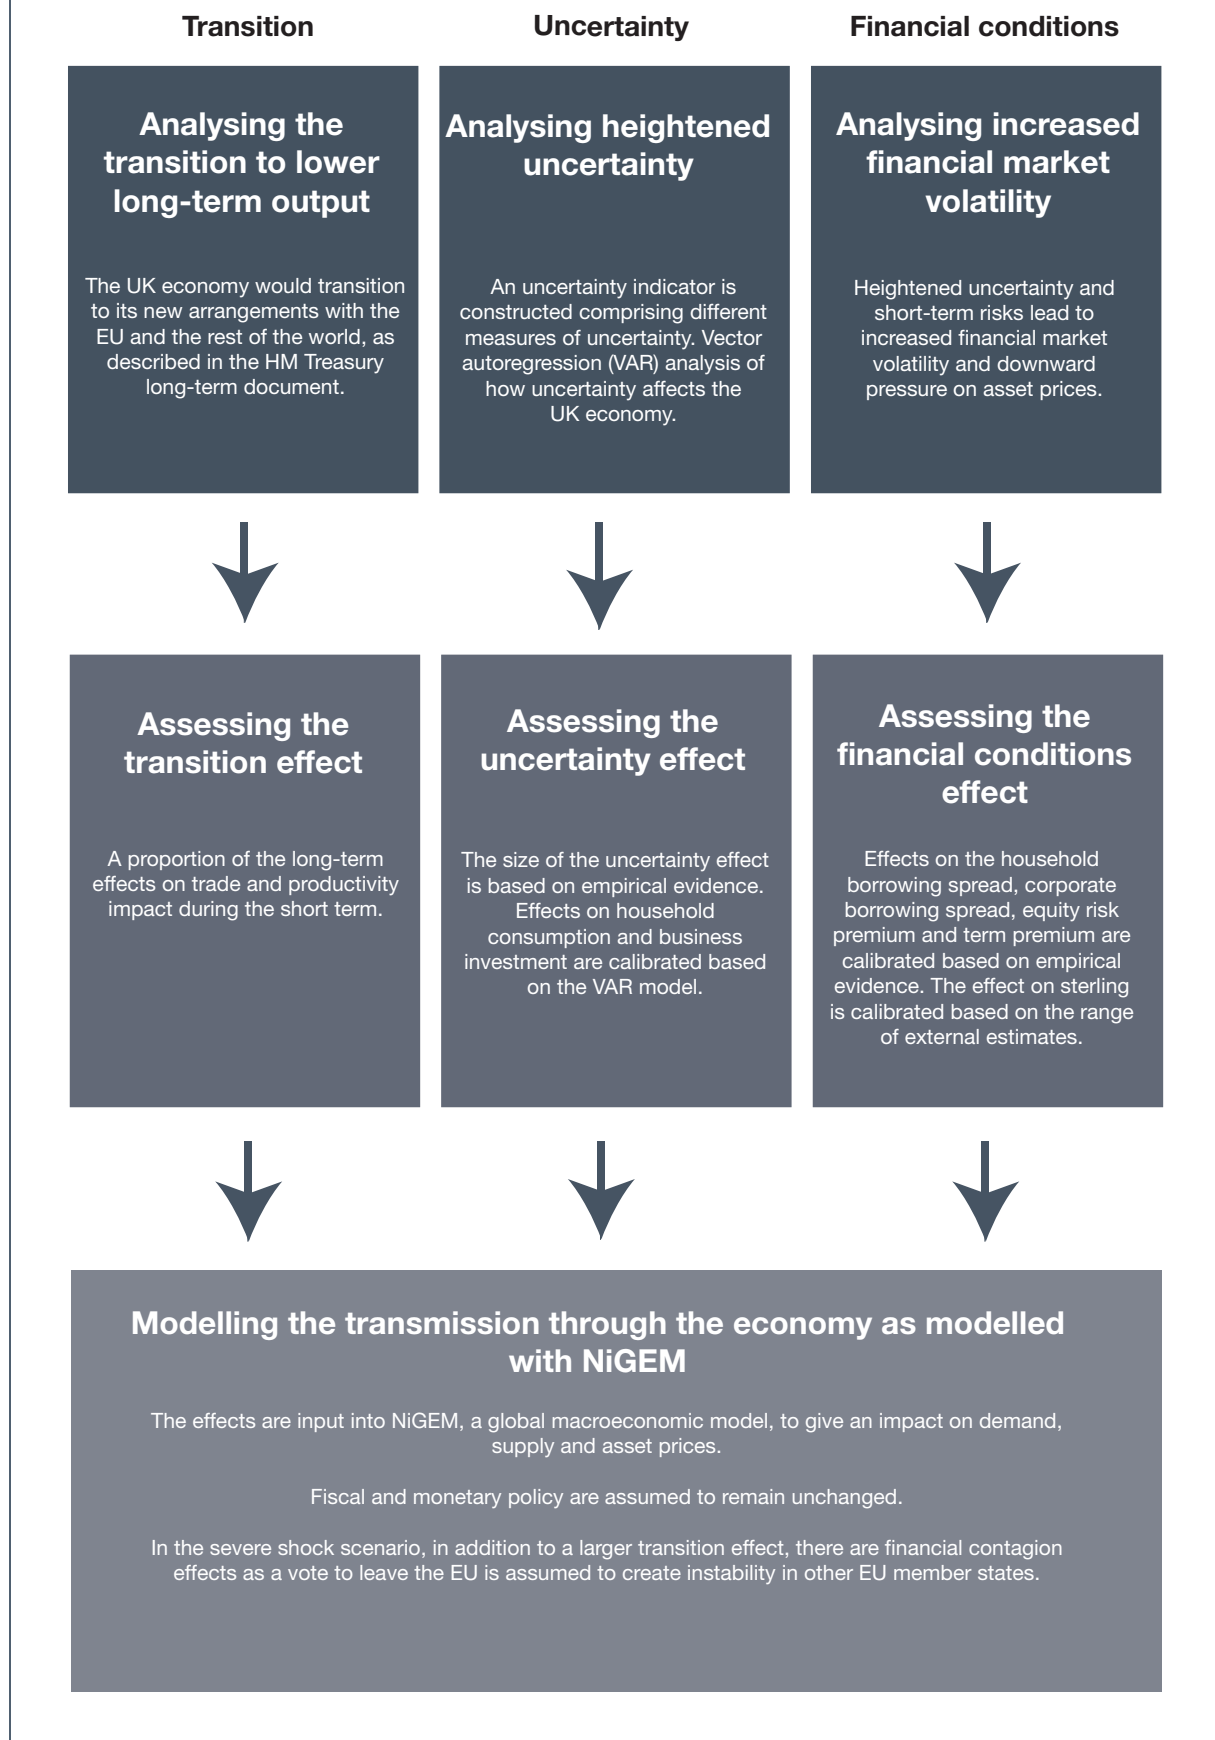 Transition
Uncertainty
Financial conditions
Analysing the
transition to lower
long-term output
The UK economy would transition
to its new arrangements with the
EU and the rest of the world, as
described in the HM Treasury
long-term document.
Analysing heightened
uncertainty
An uncertainty indicator is
constructed comprising different
measures of uncertainty. Vector
autoregression (VAR) analysis of
how uncertainty affects the
UK economy.
Analysing increased
financial market
volatility
Heightened uncertainty and
short-term risks lead to
increased financial market
volatility and downward
pressure on asset prices.
Assessing the
transition effect
A proportion of the long-term
effects on trade and productivity
impact during the short term.
Assessing the
uncertainty effect
The size of the uncertainty effect
is based on empirical evidence.
Effects on household
consumption and business
investment are calibrated based
on the VAR model.
Assessing the
financial conditions
effect
Effects on the household
borrowing spread, corporate
borrowing spread, equity risk
premium and term premium are
calibrated based on empirical
evidence. The effect on sterling
is calibrated based on the range
of external estimates.
Modelling the transmission through the economy as modelled
with NiGEM
The effects are input into NiGEM, a global macroeconomic model, to give an impact on demand,
supply and asset prices.
Fiscal and monetary policy are assumed to remain unchanged.
In the severe shock scenario, in addition to a larger transition effect, there are financial contagion
effects as a vote to leave the EU is assumed to create instability in other EU member states.